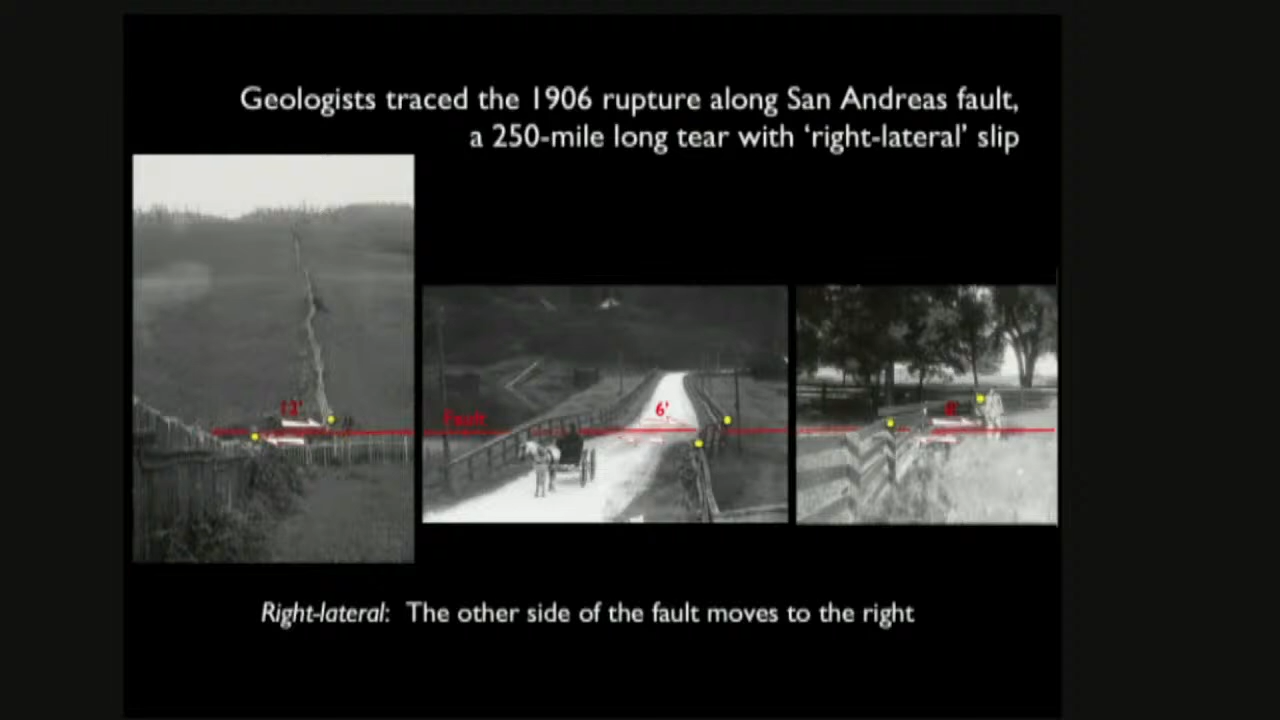 Geologists traced the 1906 rupture along San Andreas fault,
a 250-mile long tear with ‘right-lateral’ slip
12'
Fault
6'
8'
Right-lateral: The other side of the fault moves to the right